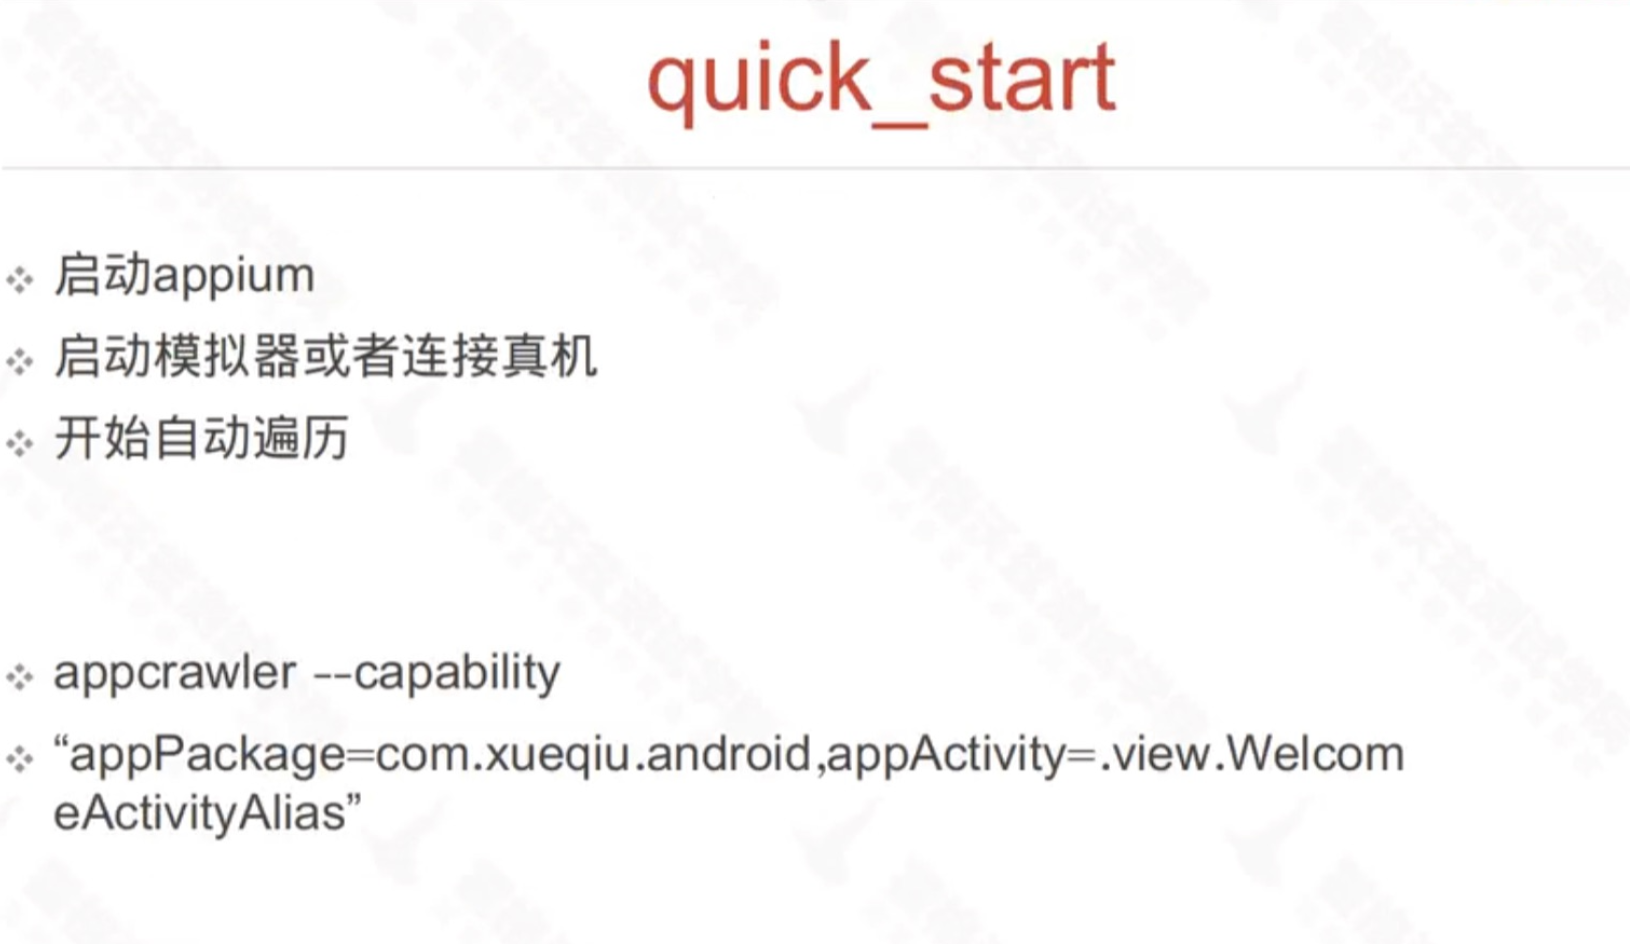 quick_start
启动appium
启动模拟器或者连接真机
开始自动遍历
appcrawler --capability
“appPackage=com.xueqiu.android,appActivity=.view.Welcom
eActivityAlias”